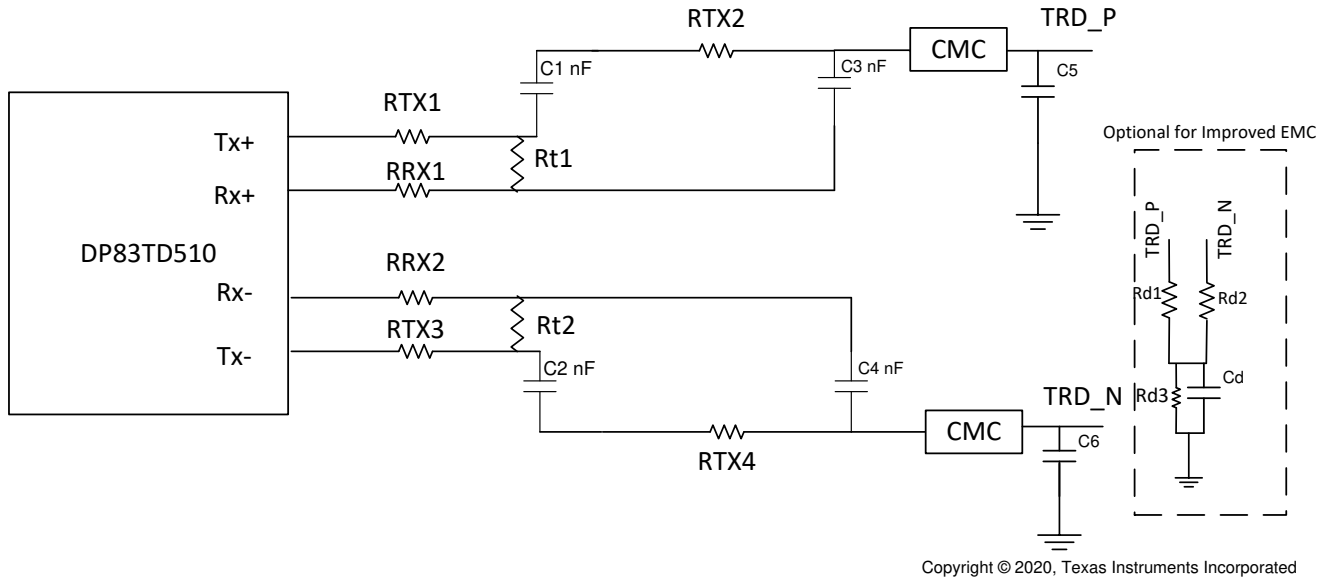 RTX2
TRD_P
CMC
C1 nF
C3 nF
C5
RTX1
Tx+
Rt1
RRX1
Rx+
Optional for Improved EMC
TRD_P
TRD_N
DP83TD510
RRX2
Rx-
Rd1
Rd2
RTX3
Rt2
Tx-
C2 nF
C4 nF
Cd
Rd3
TRD_N
CMC
C6
RTX4
Copyright © 2020, Texas Instruments Incorporated